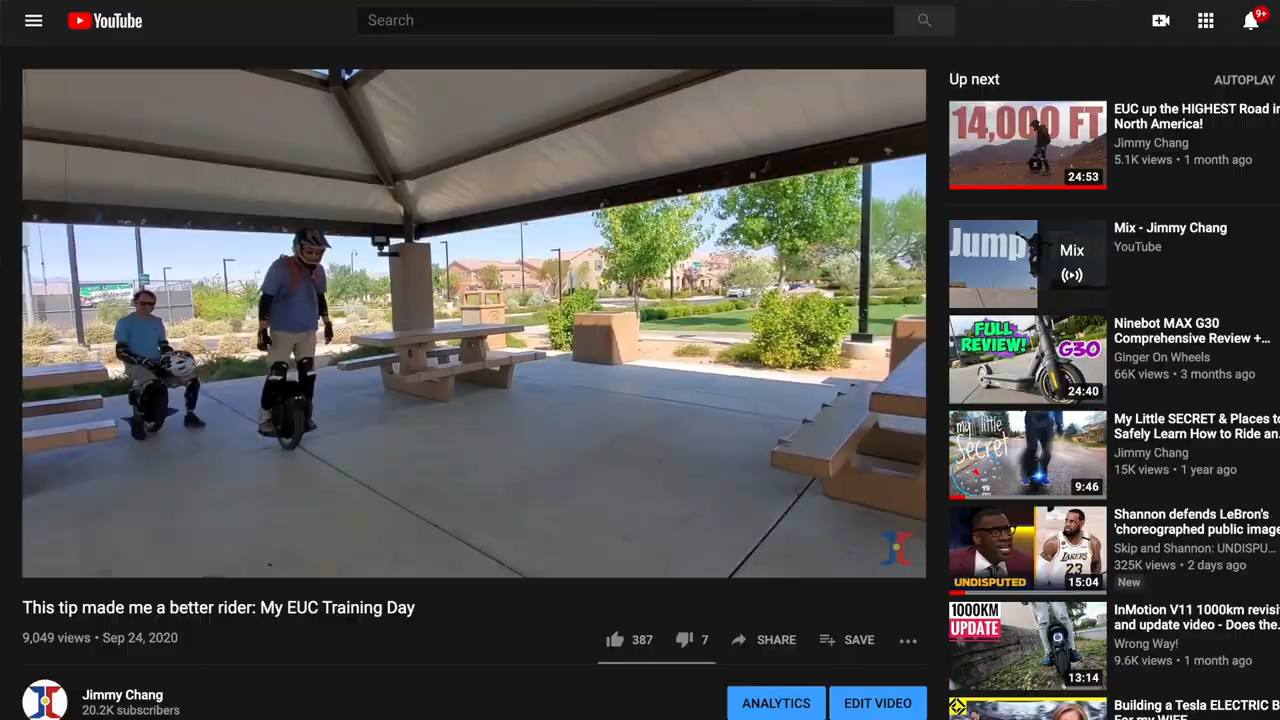 YouTube
Search
9+
Up next
AUTOPLAY
14,000 FT
24:53
EUC up the HIGHEST Road in
North America!
Jimmy Chang
5.1K views • 1 month ago
Jump
Mix
Mix - Jimmy Chang
YouTube
FULL
REVIEW!
G30
24:40
Ninebot MAX G30
Comprehensive Review +...
Ginger On Wheels
66K views • 3 months ago
my little
Secret
19
9:46
My Little SECRET & Places to
Safely Learn How to Ride an
Jimmy Chang
15K views • 1 year ago
UNDISPUTED
LAKERS
23
15:04
Shannon defends LeBron's
'choreographed public image
Skip and Shannon: UNDISPU...
325K views • 2 days ago
New
1000KM
UPDATE
13:14
InMotion V11 1000km revisi
and update video - Does the
Wrong Way!
9.6K views • 1 month ago
Building a Tesla ELECTRIC B
For my WIFE
This tip made me a better rider: My EUC Training Day
9,049 views • Sep 24, 2020
387
7
SHARE
SAVE
Jimmy Chang
20.2K subscribers
ANALYTICS
EDIT VIDEO